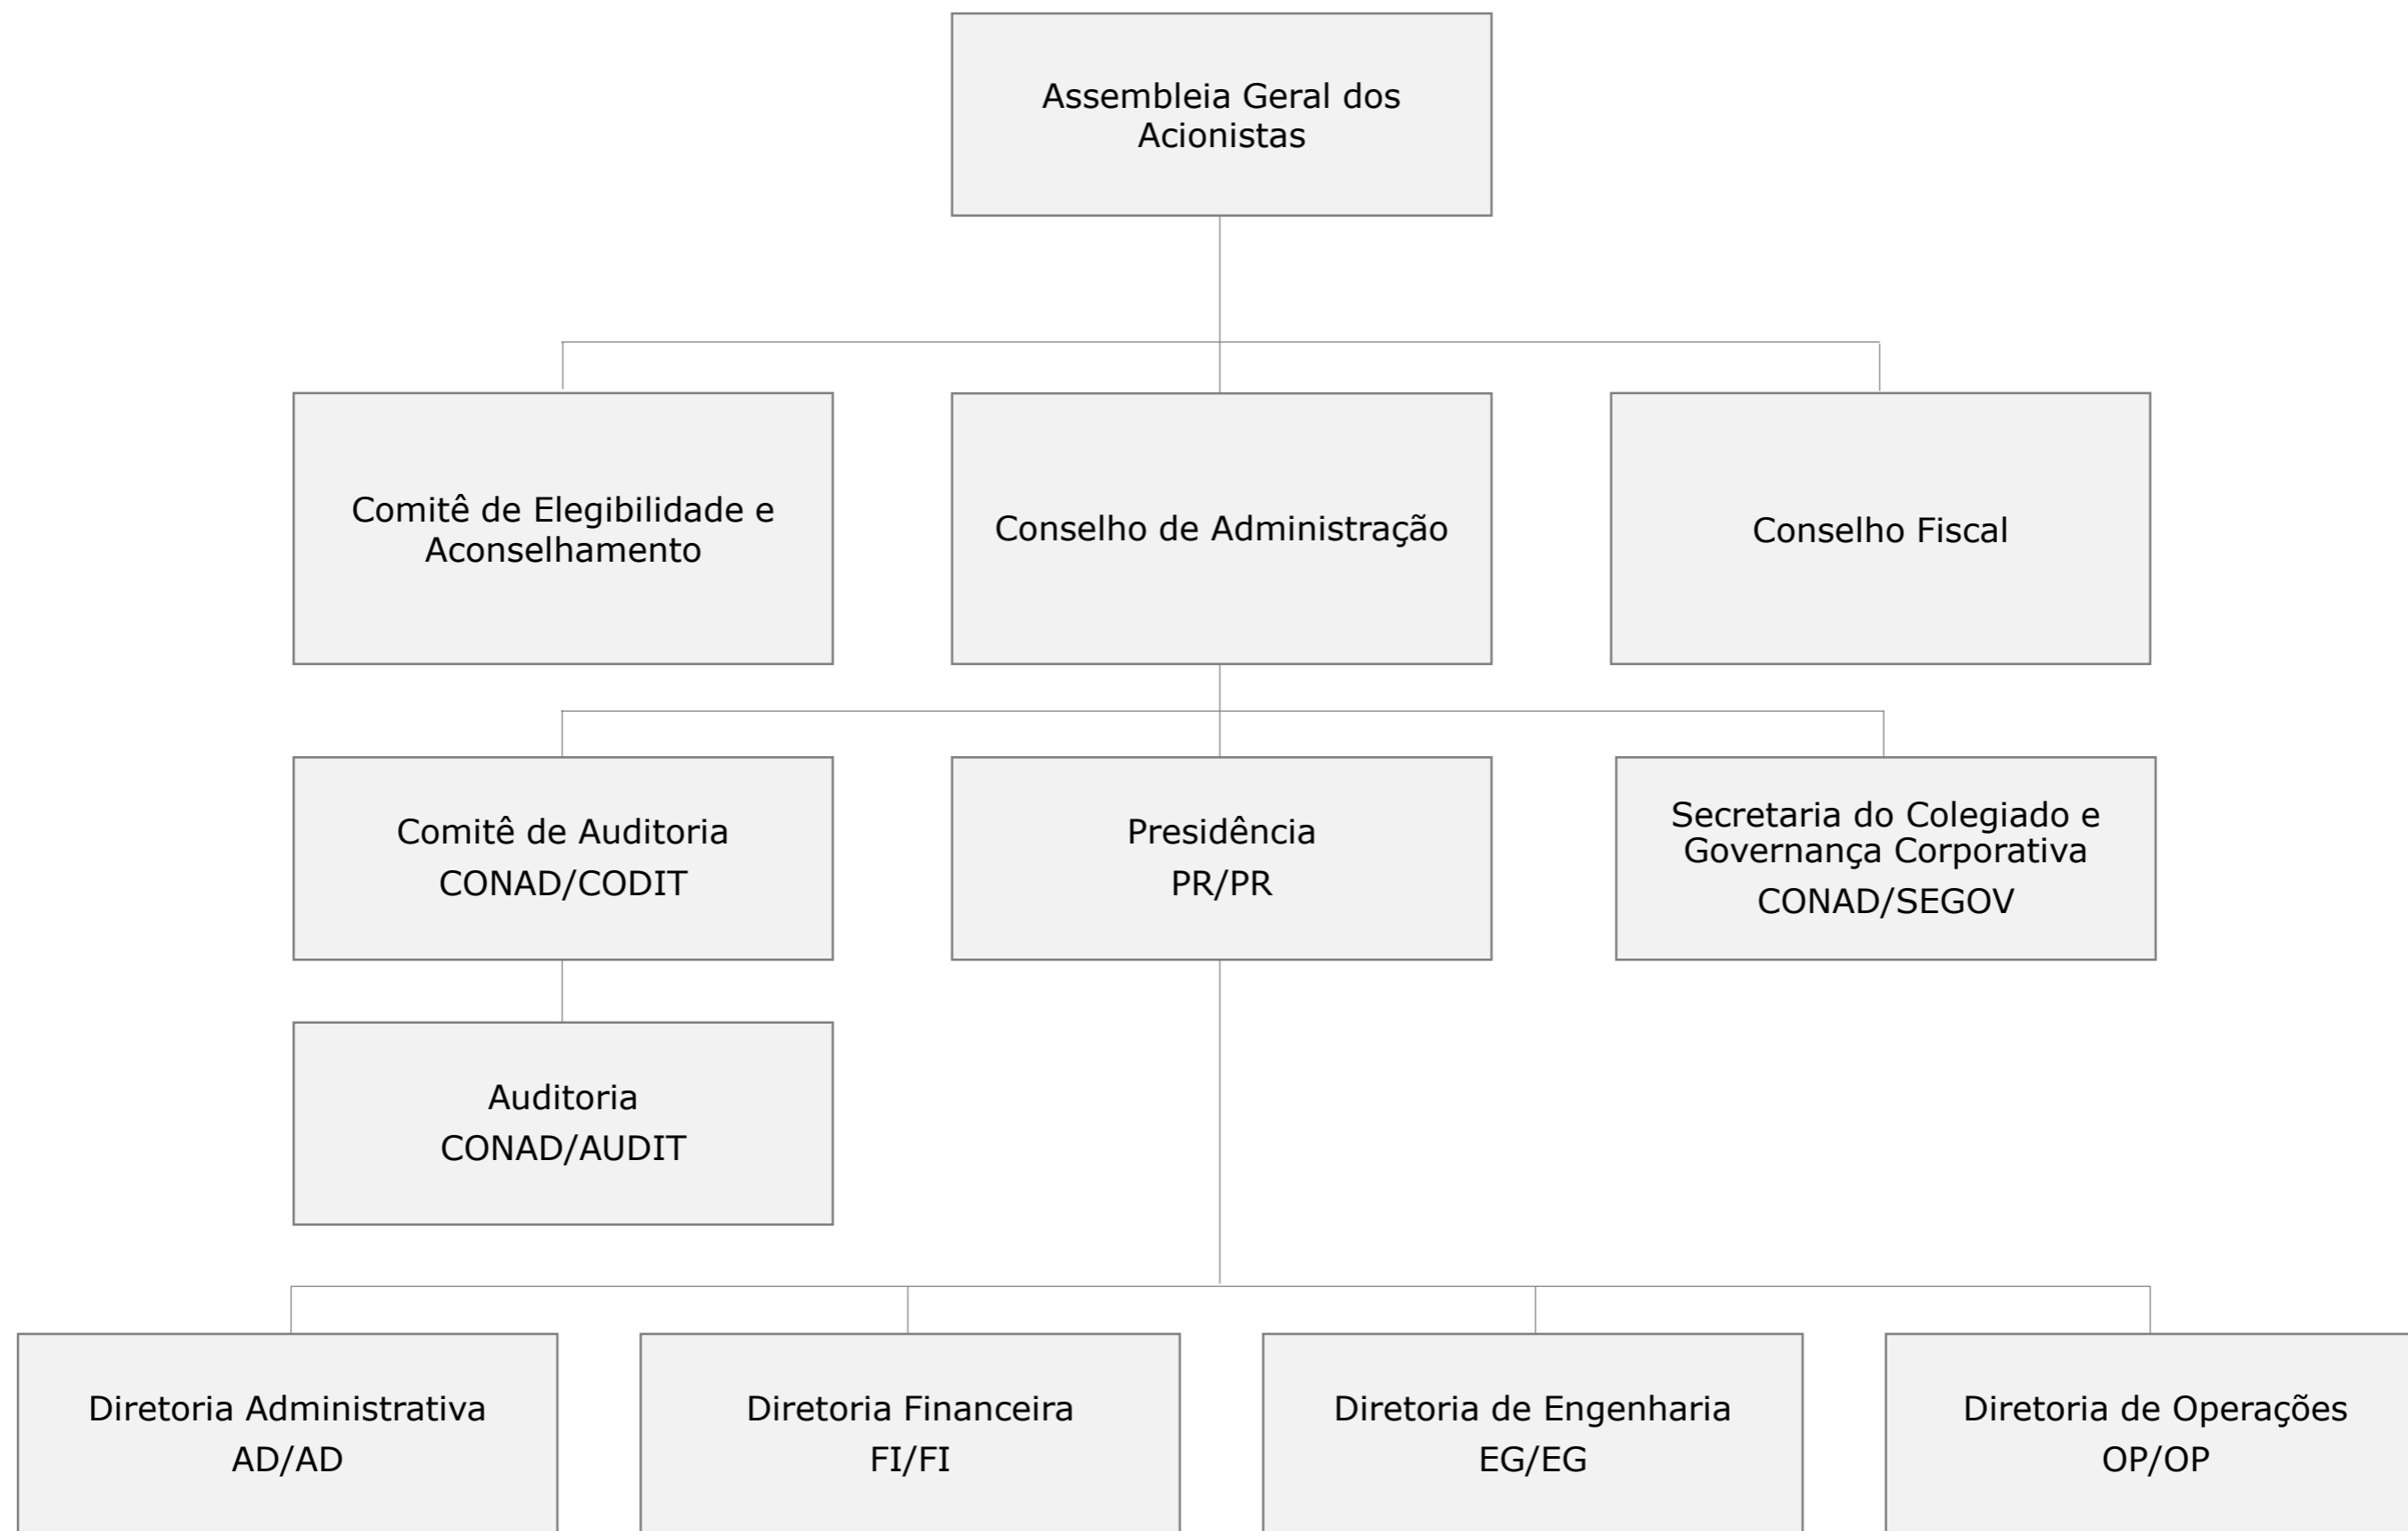 Assembleia Geral dos
Acionistas
Comitê de Elegibilidade e
Aconselhamento
Conselho de Administração
Conselho Fiscal
Comitê de Auditoria
CONAD/CODIT
Presidência
PR/PR
Secretaria do Colegiado e
Governança Corporativa
CONAD/SEGOV
Auditoria
CONAD/AUDIT
Diretoria Administrativa
AD/AD
Diretoria Financeira
FI/FI
Diretoria de Engenharia
EG/EG
Diretoria de Operações
OP/OP